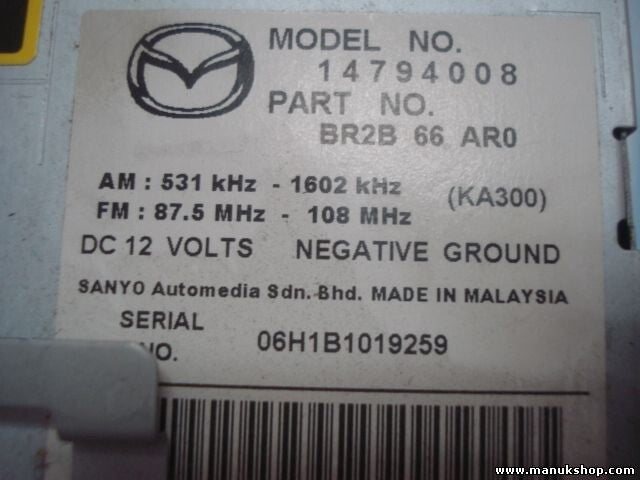 MODEL NO.
14794008
PART NO.
BR2B 66 AR0
AM : 531 kHz - 1602 kHz
(KA300)
FM : 87.5 MHz - 108 MHz
DC 12 VOLTS NEGATIVE GROUND
SANYO Automedia Sdn. Bhd. MADE IN MALAYSIA
SERIAL
NO. 06H1B1019259
www.manukshop.com